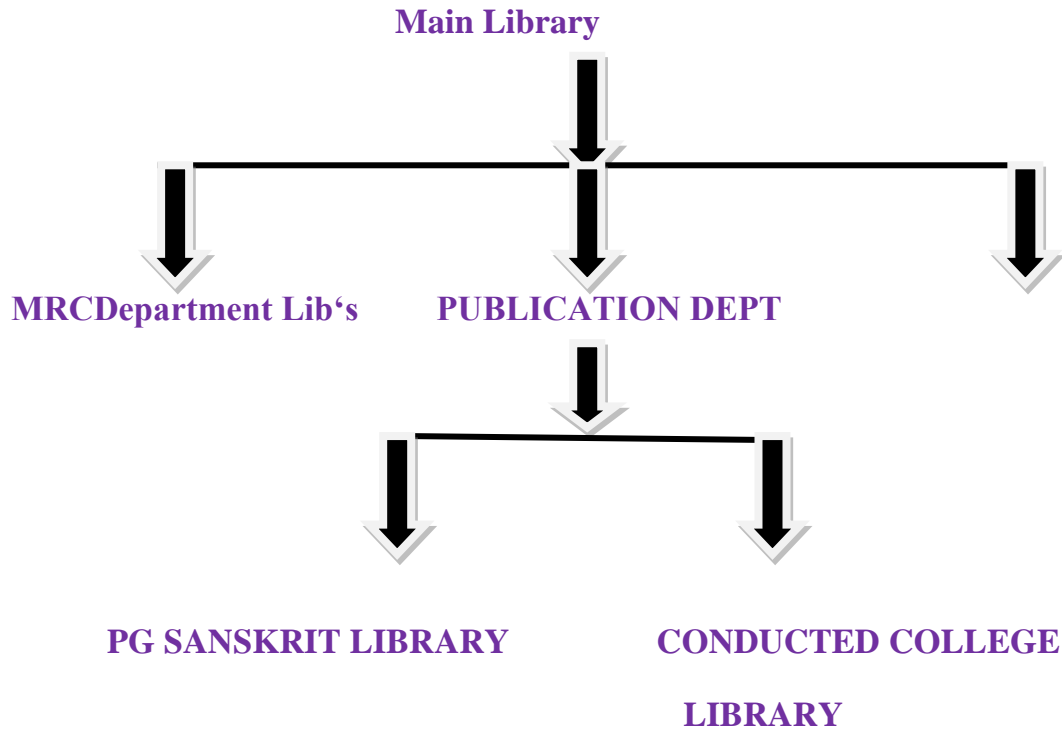 Main Library
MRCDepartment Lib‘s PUBLICATION DEPT
PG SANSKRIT LIBRARY CONDUCTED COLLEGE
LIBRARY